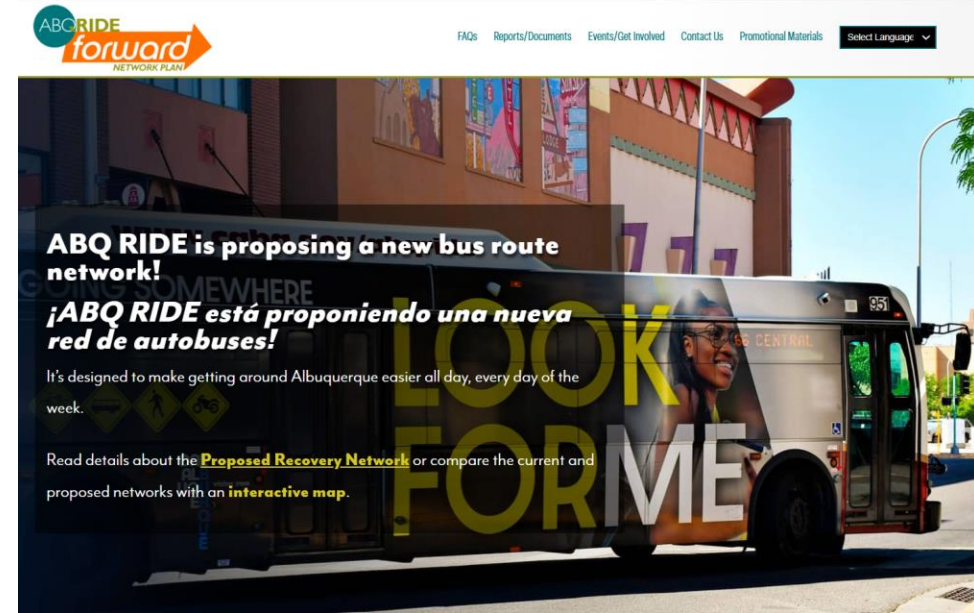 ABQRIDE
forward
NETWORK PLAN
FAQs Reports/Documents Events/Get Involved Contact Us Promotional Materials Select Language
ABQ RIDE is proposing a new bus route
network!
¡ABQ RIDE está proponiendo una nueva
red de autobuses!
It's designed to make getting around Albuquerque easier all day, every day of the
week.
Read details about the Proposed Recovery Network or compare the current and
proposed networks with an interactive map.
GOING SOMEWHERE
LOOK
FOR ME
951
66 CENTRAL
LODGE